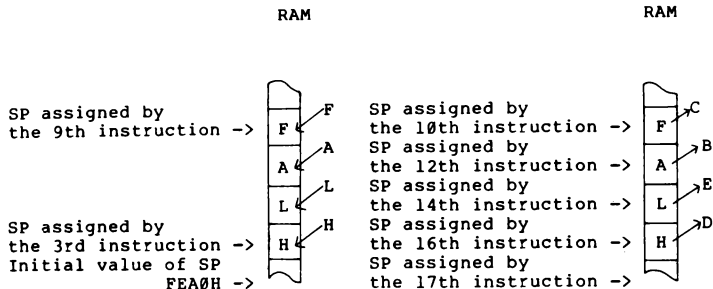 RAM
SP assigned by
the 9th instruction ->
SP assigned by
the 3rd instruction ->
Initial value of SP
FEA0H ->
F
A
L
H
F
A
L
H
RAM
SP assigned by
the 10th instruction ->
SP assigned by
the 12th instruction ->
SP assigned by
the 14th instruction ->
SP assigned by
the 16th instruction ->
SP assigned by
the 17th instruction ->
F
A
L
H
C
B
E
D